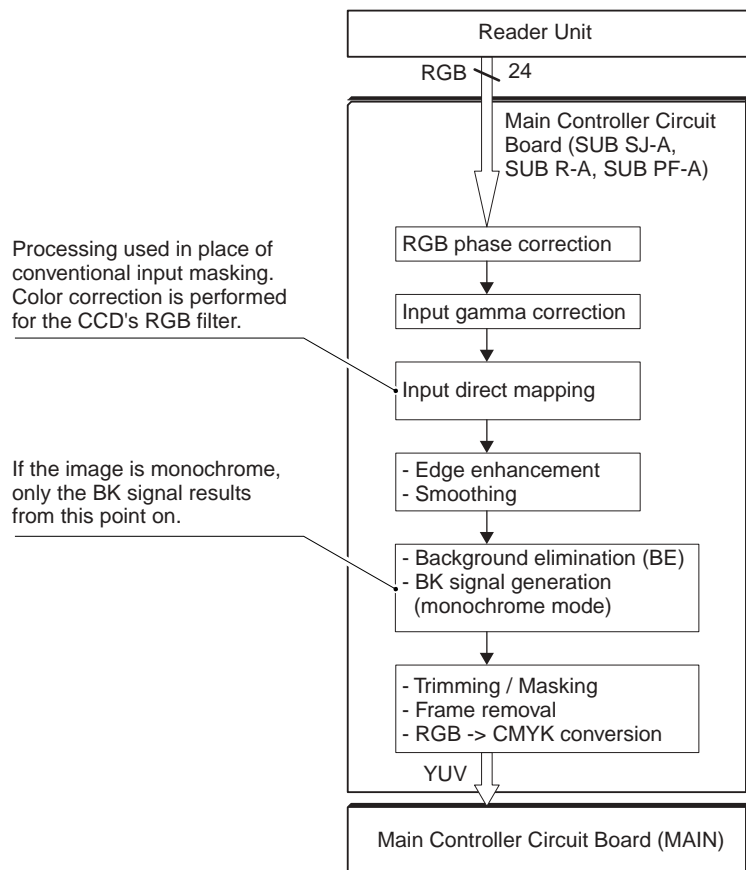 Reader Unit
RGB 24
Main Controller Circuit
Board (SUB SJ-A,
SUB R-A, SUB PF-A)
RGB phase correction
Processing used in place of
conventional input masking.
Color correction is performed
for the CCD's RGB filter.
Input gamma correction
Input direct mapping
If the image is monochrome,
only the BK signal results
from this point on.
- Edge enhancement
- Smoothing
- Background elimination (BE)
- BK signal generation
(monochrome mode)
- Trimming / Masking
- Frame removal
- RGB -> CMYK conversion
YUV
Main Controller Circuit Board (MAIN)